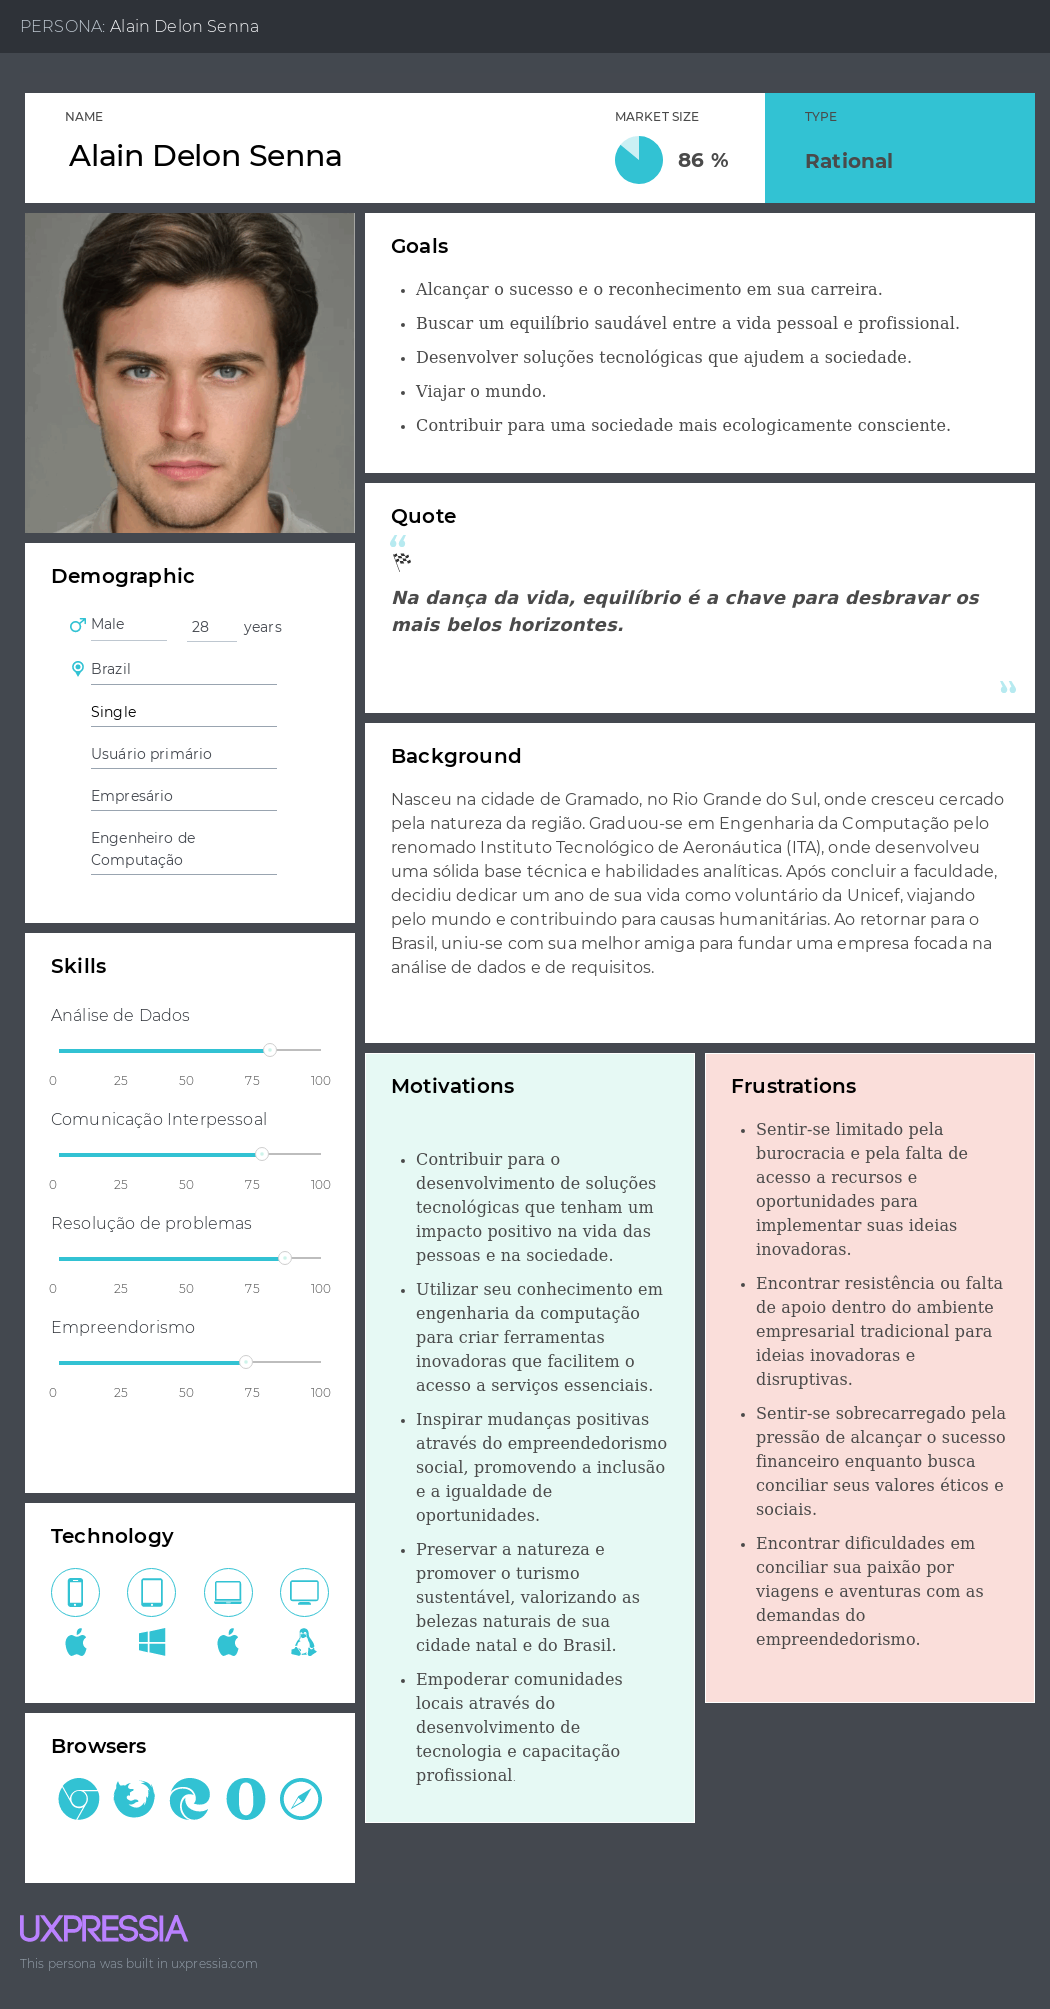 PERSONA: Alain Delon Senna
NAME
Alain Delon Senna
MARKET SIZE
86 %
TYPE
Rational
Goals
• Alcançar o sucesso e o reconhecimento em sua carreira.
• Buscar um equilíbrio saudável entre a vida pessoal e profissional.
• Desenvolver soluções tecnológicas que ajudem a sociedade.
• Viajar o mundo.
• Contribuir para uma sociedade mais ecologicamente consciente.
Quote
“
Na dança da vida, equilíbrio é a chave para desbravar os
mais belos horizontes.
”
Demographic
Male
28 years
Brazil
Single
Usuário primário
Empresário
Engenheiro de
Computação
Background
Nasceu na cidade de Gramado, no Rio Grande do Sul, onde cresceu cercado
pela natureza da região. Graduou-se em Engenharia da Computação pelo
renomado Instituto Tecnológico de Aeronáutica (ITA), onde desenvolveu
uma sólida base técnica e habilidades analíticas. Após concluir a faculdade,
decidiu dedicar um ano de sua vida como voluntário da Unicef, viajando
pelo mundo e contribuindo para causas humanitárias. Ao retornar para o
Brasil, uniu-se com sua melhor amiga para fundar uma empresa focada na
análise de dados e de requisitos.
Skills
Análise de Dados
0 25 50 75 100
Comunicação Interpessoal
0 25 50 75 100
Resolução de problemas
0 25 50 75 100
Empreendorismo
0 25 50 75 100
Motivations
• Contribuir para o
desenvolvimento de soluções
tecnológicas que tenham um
impacto positivo na vida das
pessoas e na sociedade.
• Utilizar seu conhecimento em
engenharia da computação
para criar ferramentas
inovadoras que facilitem o
acesso a serviços essenciais.
• Inspirar mudanças positivas
através do empreendedorismo
social, promovendo a inclusão
e a igualdade de
oportunidades.
• Preservar a natureza e
promover o turismo
sustentável, valorizando as
belezas naturais de sua
cidade natal e do Brasil.
• Empoderar comunidades
locais através do
desenvolvimento de
tecnologia e capacitação
profissional.
Frustrations
• Sentir-se limitado pela
burocracia e pela falta de
acesso a recursos e
oportunidades para
implementar suas ideias
inovadoras.
• Encontrar resistência ou falta
de apoio dentro do ambiente
empresarial tradicional para
ideias inovadoras e
disruptivas.
• Sentir-se sobrecarregado pela
pressão de alcançar o sucesso
financeiro enquanto busca
conciliar seus valores éticos e
sociais.
• Encontrar dificuldades em
conciliar sua paixão por
viagens e aventuras com as
demandas do
empreendedorismo.
Technology
Browsers
UXPRESSIA
This persona was built in uxpressia.com